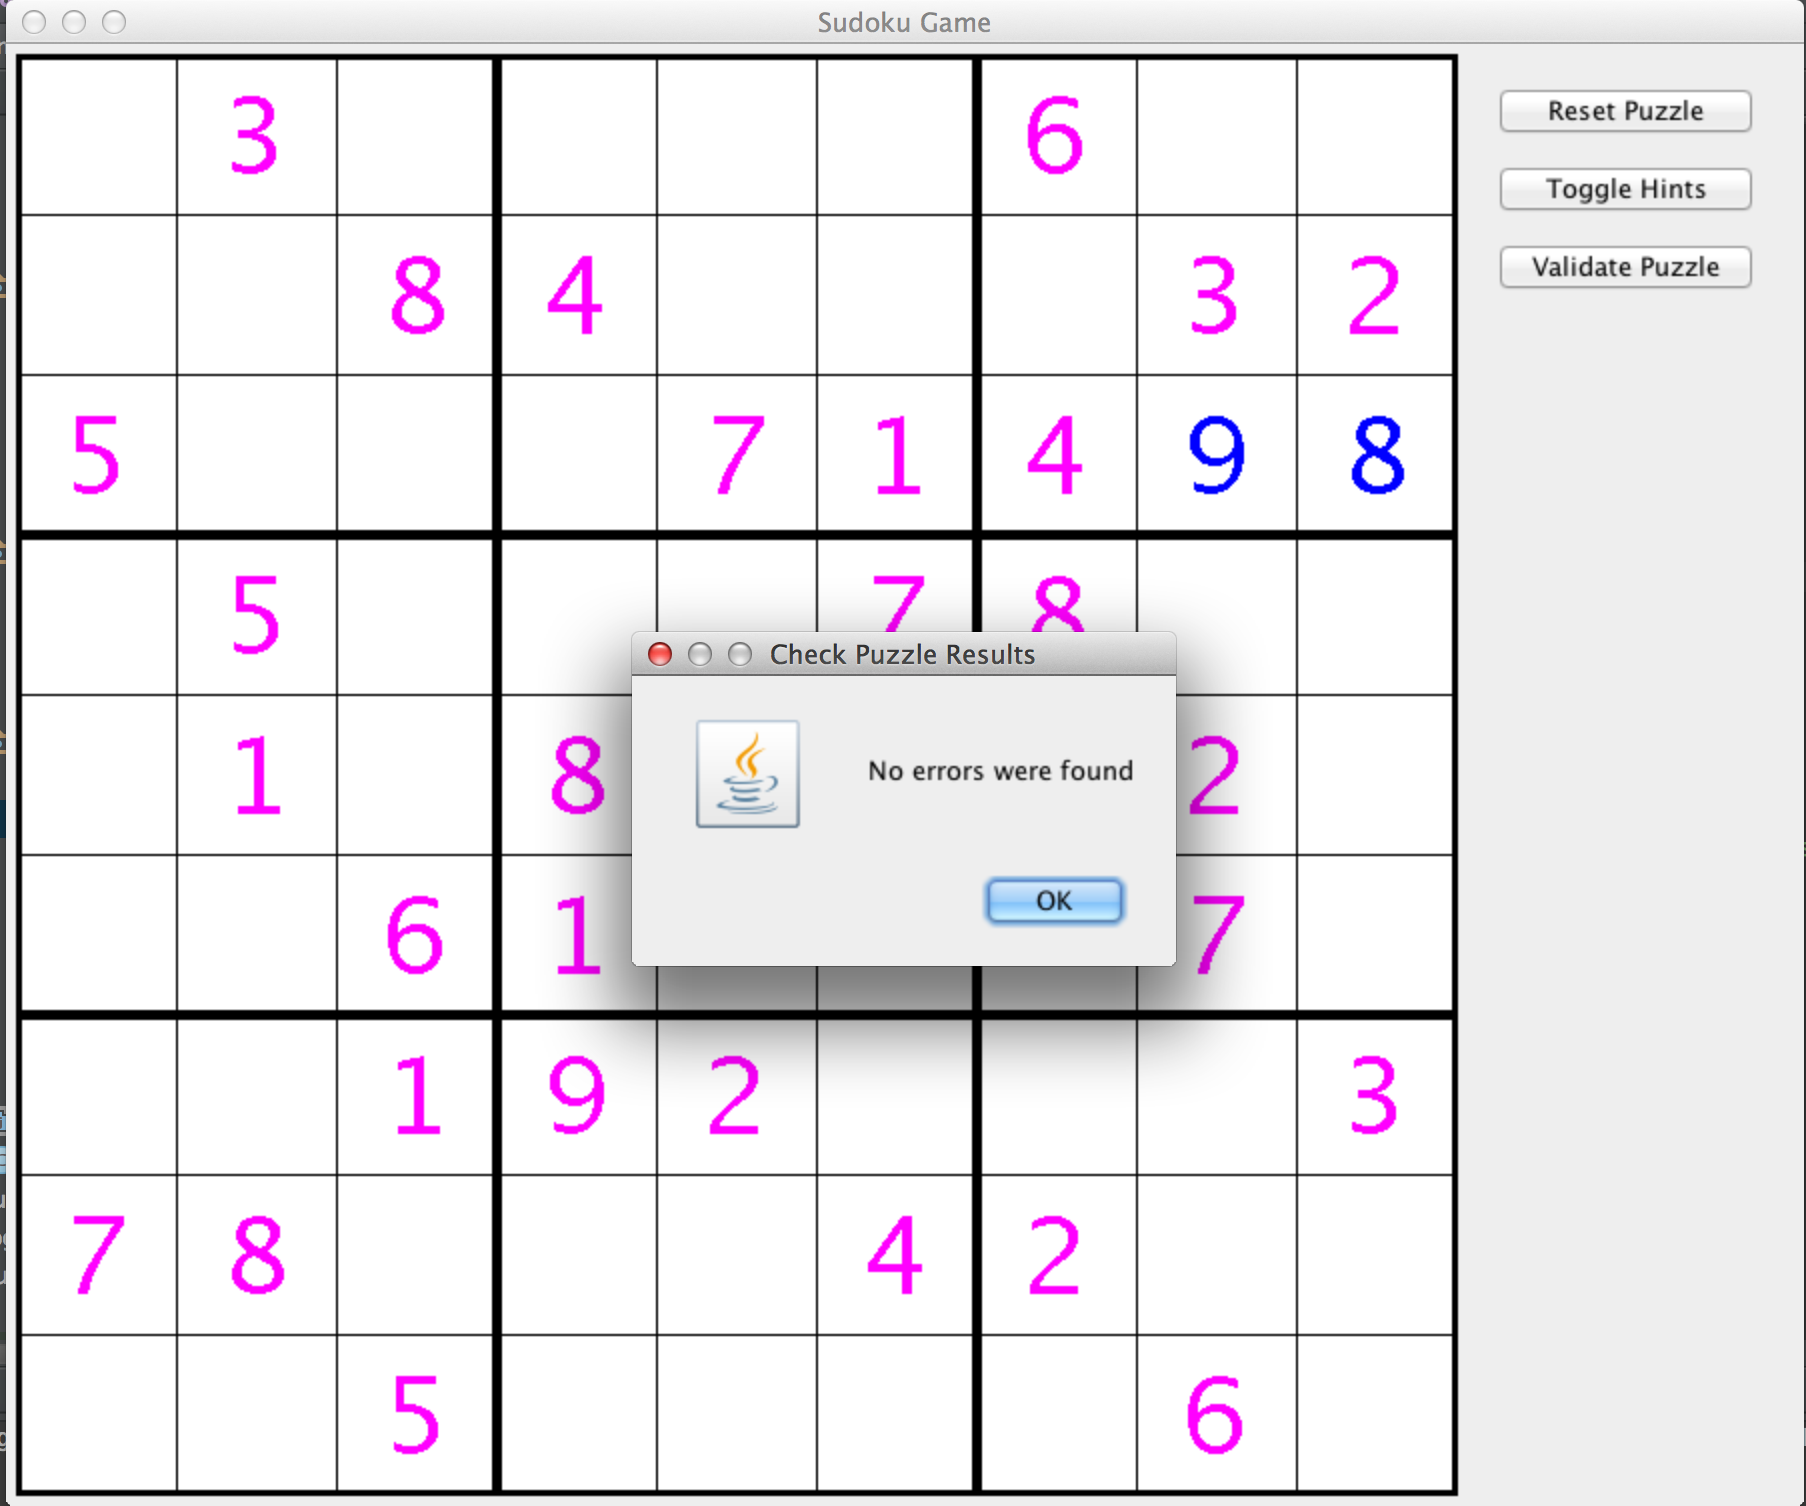 Sudoku Game
3 6
8 4 3 2
5 7 1 4 9 8
5 7 8
1 8 2
6 1 7
1 9 2 3
7 8 4 2
5 6
Reset Puzzle
Toggle Hints
Validate Puzzle
Check Puzzle Results
No errors were found
OK